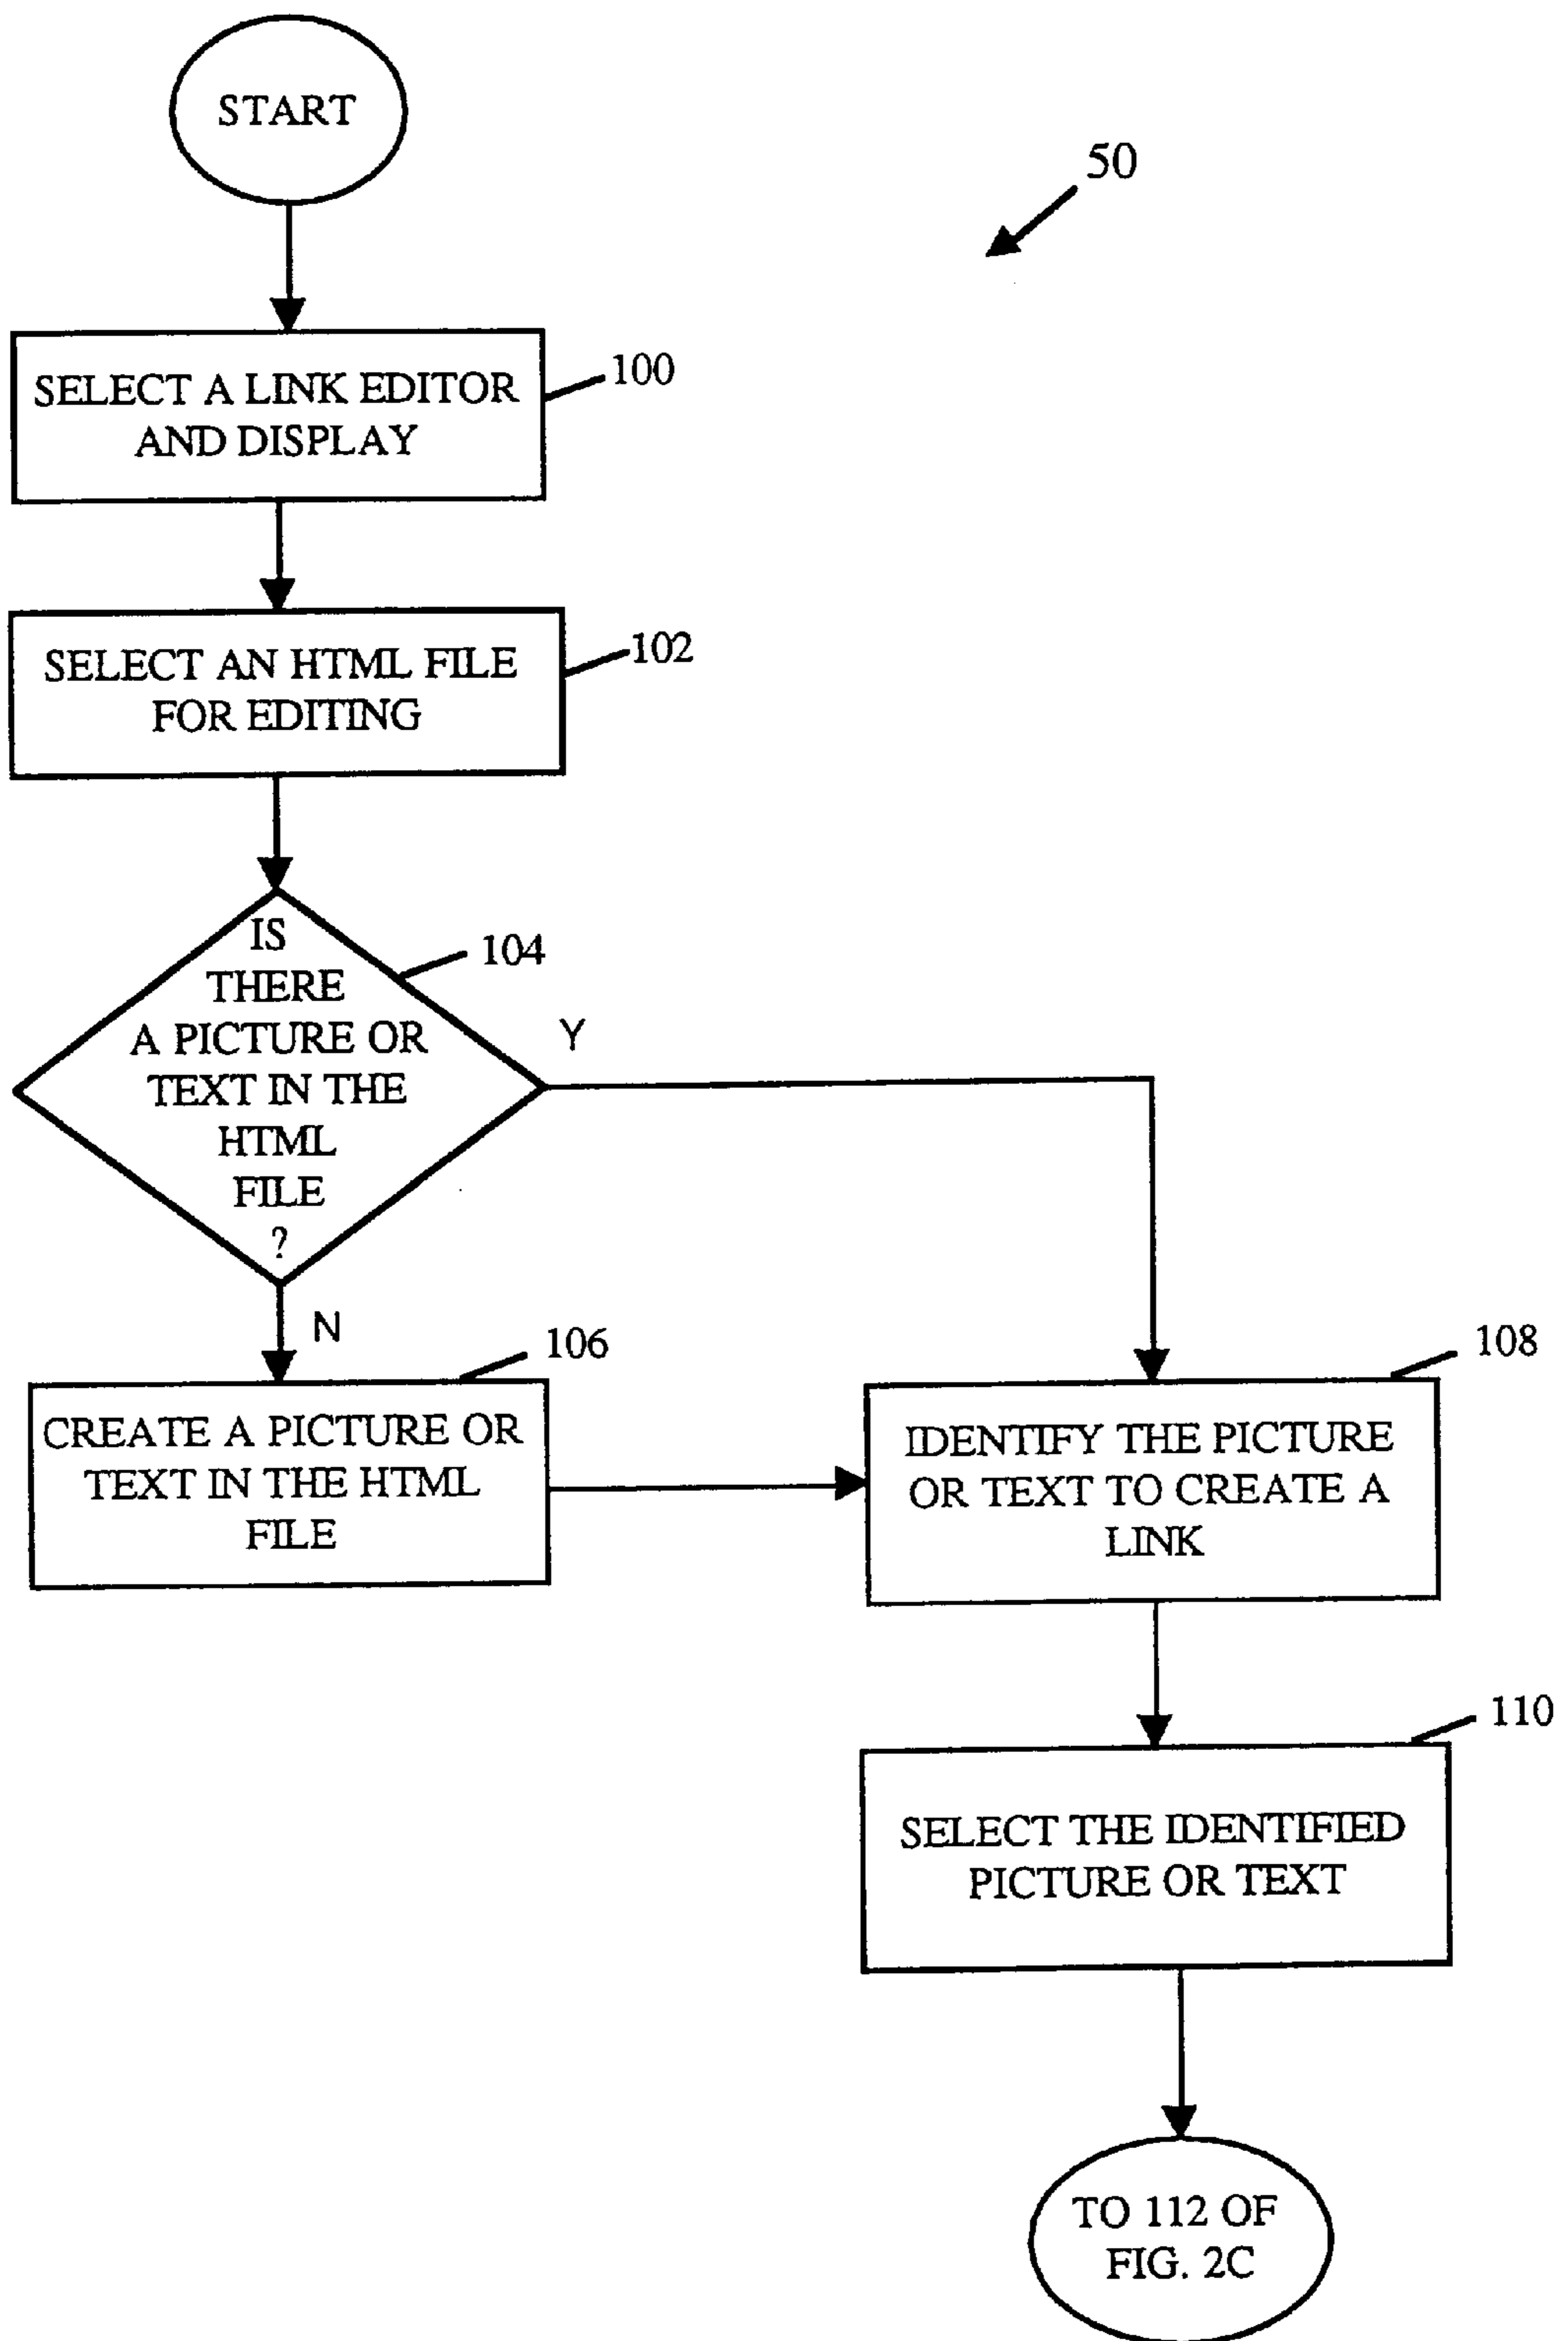 START
50
SELECT A LINK EDITOR
AND DISPLAY
100
SELECT AN HTML FILE
FOR EDITING
102
IS
THERE
A PICTURE OR
TEXT IN THE
HTML
FILE
?
104
Y
N
106
CREATE A PICTURE OR
TEXT IN THE HTML
FILE
108
IDENTIFY THE PICTURE
OR TEXT TO CREATE A
LINK
110
SELECT THE IDENTIFIED
PICTURE OR TEXT
TO 112 OF
FIG. 2C